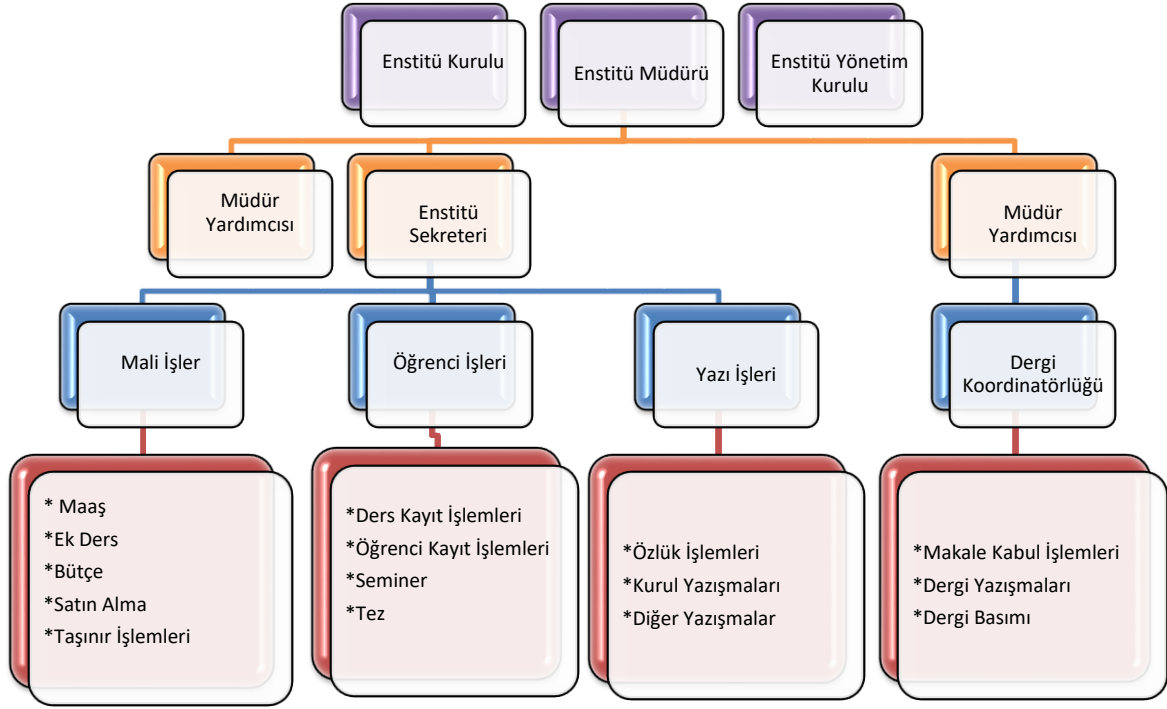 Enstitü Kurulu
Enstitü Müdürü
Enstitü Yönetim
Kurulu
Müdür
Yardımcısı
Enstitü
Sekreteri
Müdür
Yardımcısı
Mali İşler
Öğrenci İşleri
Yazı İşleri
Dergi
Koordinatörlüğü
* Maaş
*Ek Ders
*Bütçe
*Satın Alma
*Taşınır İşlemleri
*Ders Kayıt İşlemleri
*Öğrenci Kayıt İşlemleri
*Seminer
*Tez
*Özlük İşlemleri
*Kurul Yazışmaları
*Diğer Yazışmalar
*Makale Kabul İşlemleri
*Dergi Yazışmaları
*Dergi Basımı